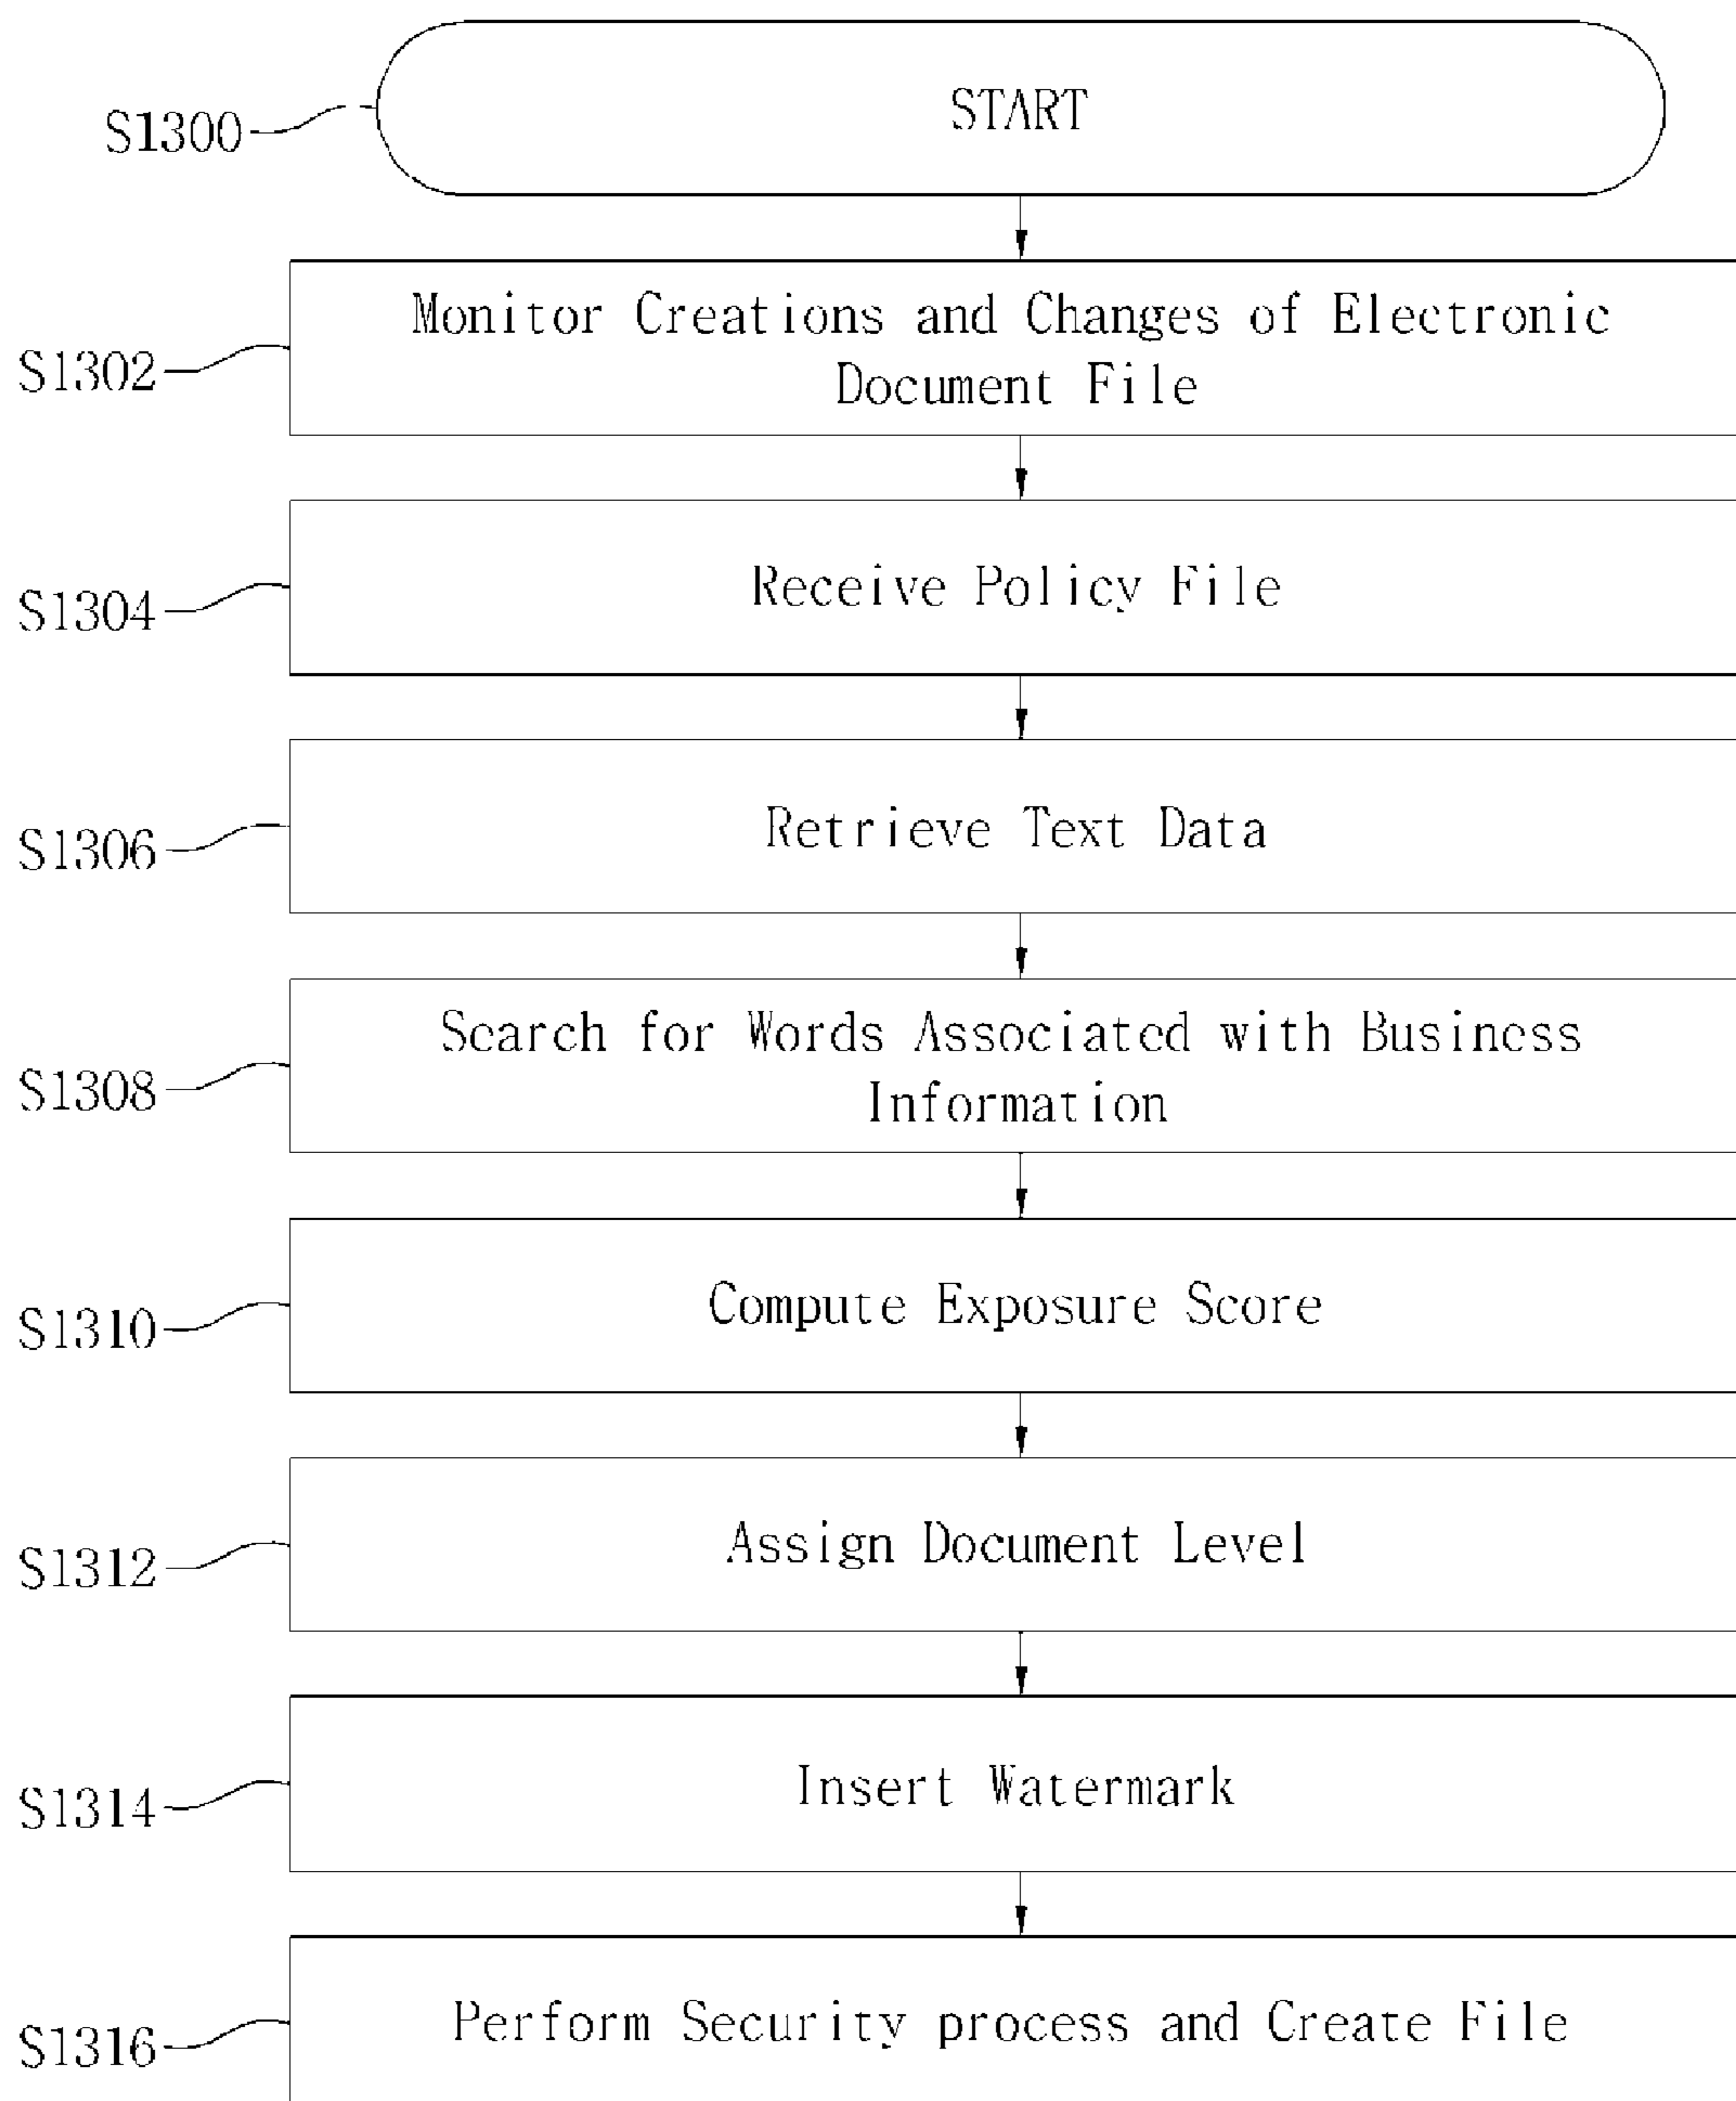 START
S1300
Monitor Creations and Changes of Electronic
Document File
S1302
Receive Policy File
S1304
Retrieve Text Data
S1306
Search for Words Associated with Business
Information
S1308
Compute Exposure Score
S1310
Assign Document Level
S1312
Insert Watermark
S1314
Perform Security process and Create File
S1316